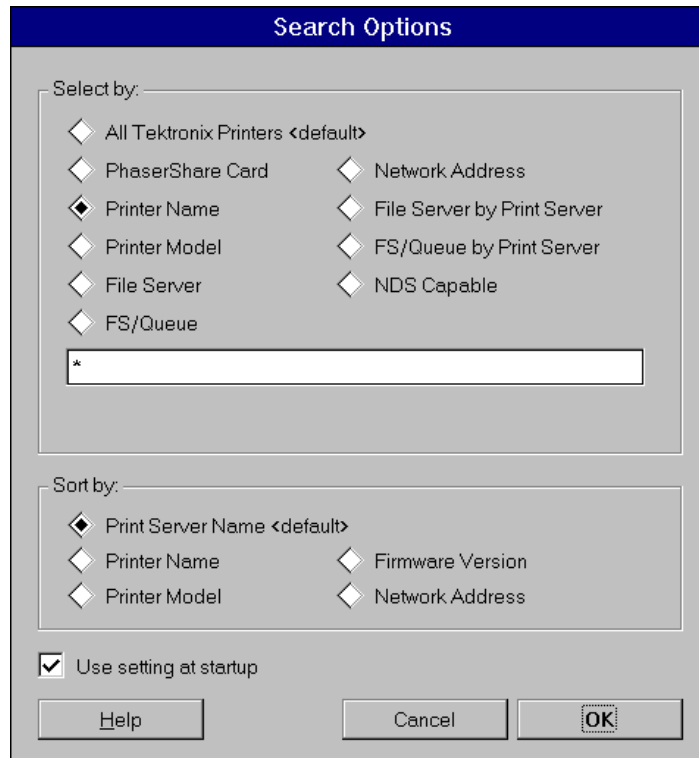 Search Options
Select by:
All Tektronix Printers <default>
PhaserShare Card
Network Address
Printer Name
File Server by Print Server
Printer Model
FS/Queue by Print Server
File Server
NDS Capable
FS/Queue
*
Sort by:
Print Server Name <default>
Printer Name
Firmware Version
Printer Model
Network Address
Use setting at startup
Help
Cancel
OK